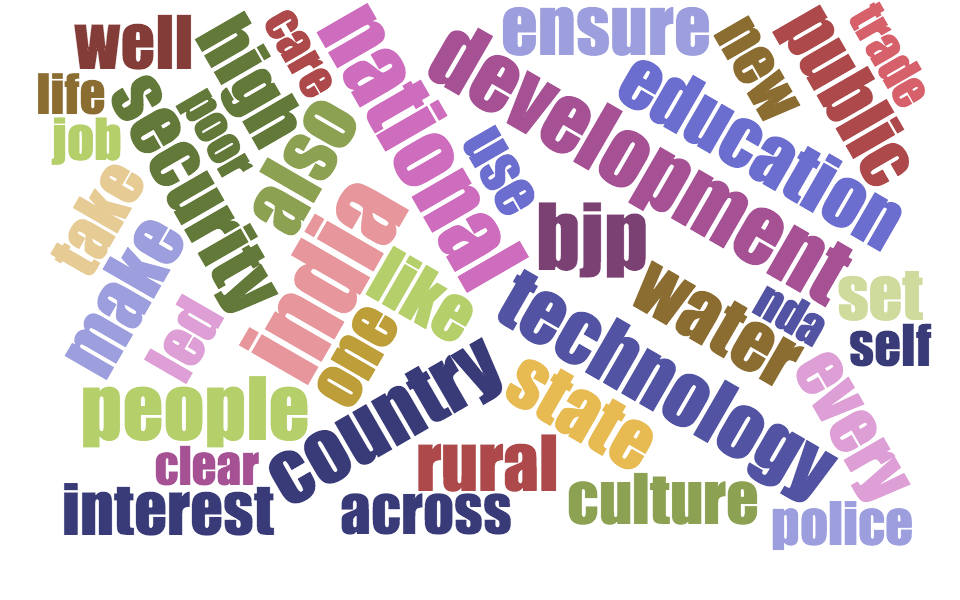 well
high
care
national
ensure
development
new
public
trade
life
security
poor
also
education
job
use
take
make
india
like
bjp
water
nda
set
self
led
one
technology
every
people
country
state
clear
rural
interest
across
culture
police